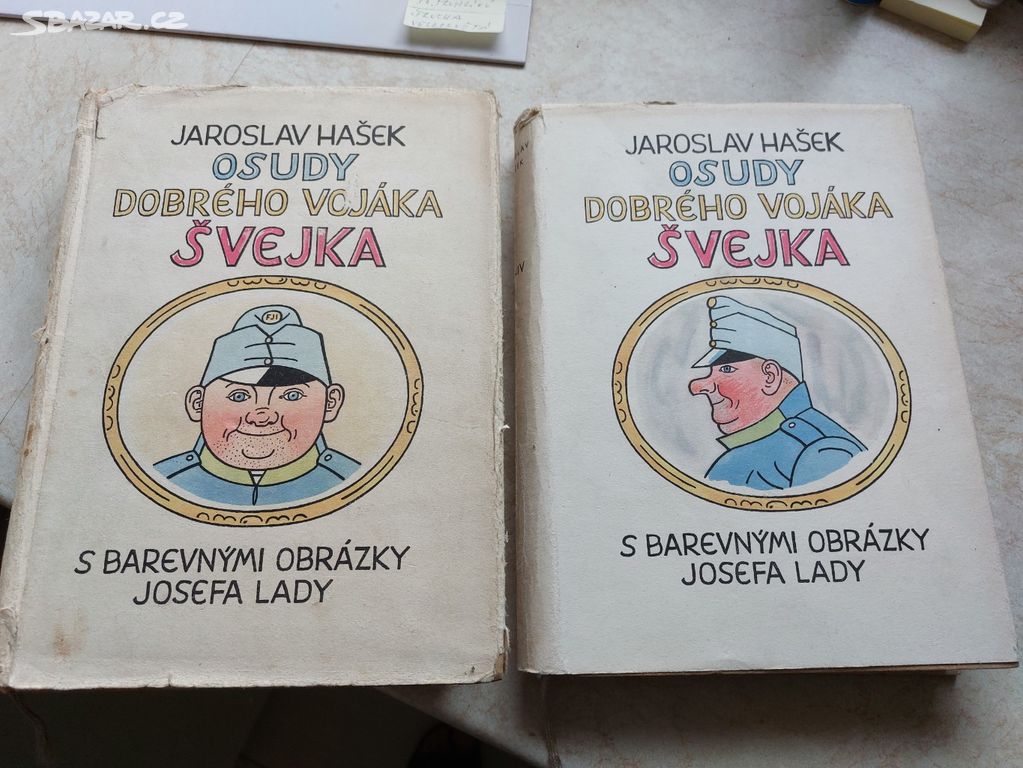 SBAZAR.CZ
JAROSLAV HAŠEK
OSUDY
DOBRÉHO VOJÁKA
ŠVEJKA
FJI
S BAREVNÝMI OBRÁZKY
JOSEFA LADY
JAROSLAV HAŠEK
OSUDY
DOBRÉHO VOJÁKA
ŠVEJKA
S BAREVNÝMI OBRÁZKY
JOSEFA LADY